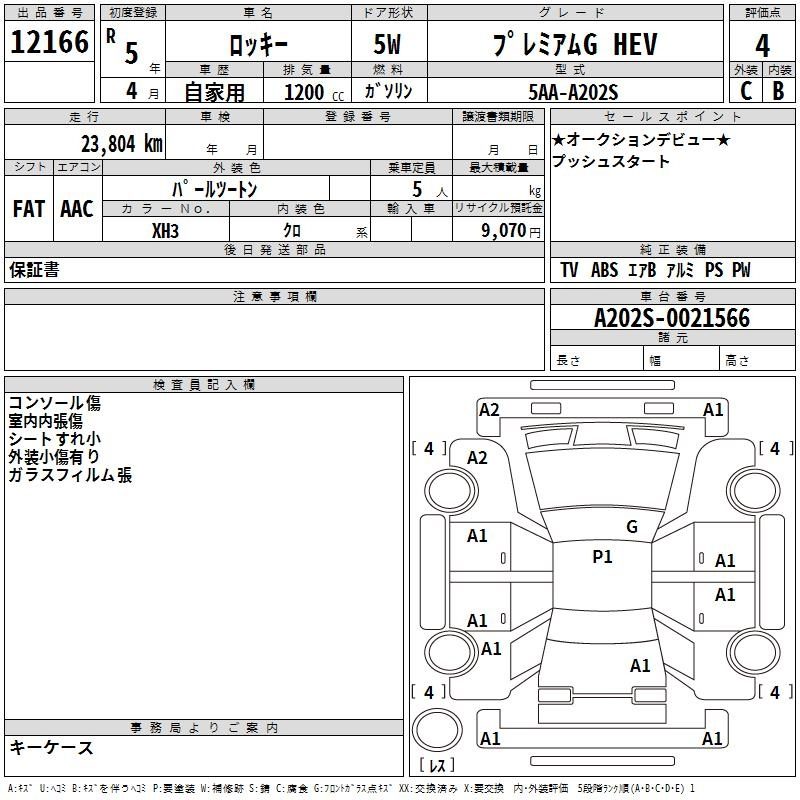 出品番号 初度登録 車名 ドア形状 グレード 評価点
12166 R 5 年 ロッキー 5W プレミアムG HEV 4
車歴 排気量 燃料 型式 外装 内装
4 月 自家用 1200 CC ガソリン 5AA-A202S C B
走行 車検 登録番号 譲渡書類期限 セールスポイント
23,804 km 年 月 月 日 ★オークションデビュー★
プッシュスタート
シフト エアコン 外装色 乗車定員 最大積載量
FAT AAC パールツートン 5 人 kg
カラーNo. 内装色 輸入車 リサイクル預託金
XH3 クロ 系 9,070 円
後日発送部品 純正装備
保証書 TV ABS エアB アルミ PS PW
注意事項欄 車台番号
A202S-0021566
諸元
長さ 幅 高さ
検査員記入欄
コンソール傷
室内内張傷
シートすれ小
外装小傷有り
ガラスフィルム張
A2 A1
[ 4 ] [ 4 ]
A2
G
A1 P1 A1
A1
A1
A1
A1
[ 4 ] [ 4 ]
A1 A1
[ レス ]
事務局よりご案内
キーケース
A:キズ U:ヘコミ B:キズを伴うヘコミ P:要塗装 W:補修跡 S:錆 C:腐食 G:フロントガラス点キズ XX:交換済み X:要交換 内・外装評価 5段階ランク順(A・B・C・D・E) 1